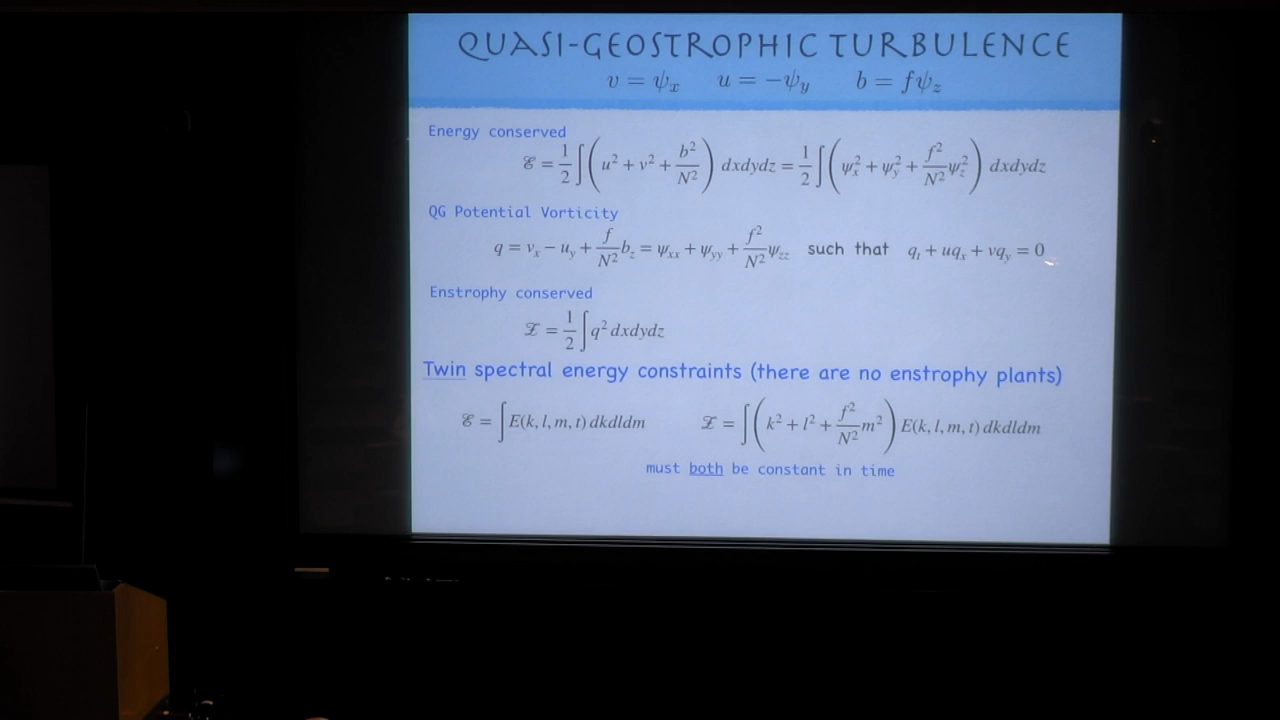 QUASI-GEOSTROPHIC TURBULENCE
v = ψ_x u = −ψ_y b = fψ_z
Energy conserved
ℰ = 1/2 ∫ (u² + v² + b²/N²) dxdydz = 1/2 ∫ (ψ_x² + ψ_y² + f²/N² ψ_z²) dxdydz
QG Potential Vorticity
q = v_x − u_y + f/N² b_z = ψ_xx + ψ_yy + f²/N² ψ_zz such that q_t + uq_x + vq_y = 0
Enstrophy conserved
𝒵 = 1/2 ∫ q² dxdydz
Twin spectral energy constraints (there are no enstrophy plants)
ℰ = ∫ E(k, l, m, t) dkdldm 𝒵 = ∫ (k² + l² + f²/N² m²) E(k, l, m, t) dkdldm
must both be constant in time